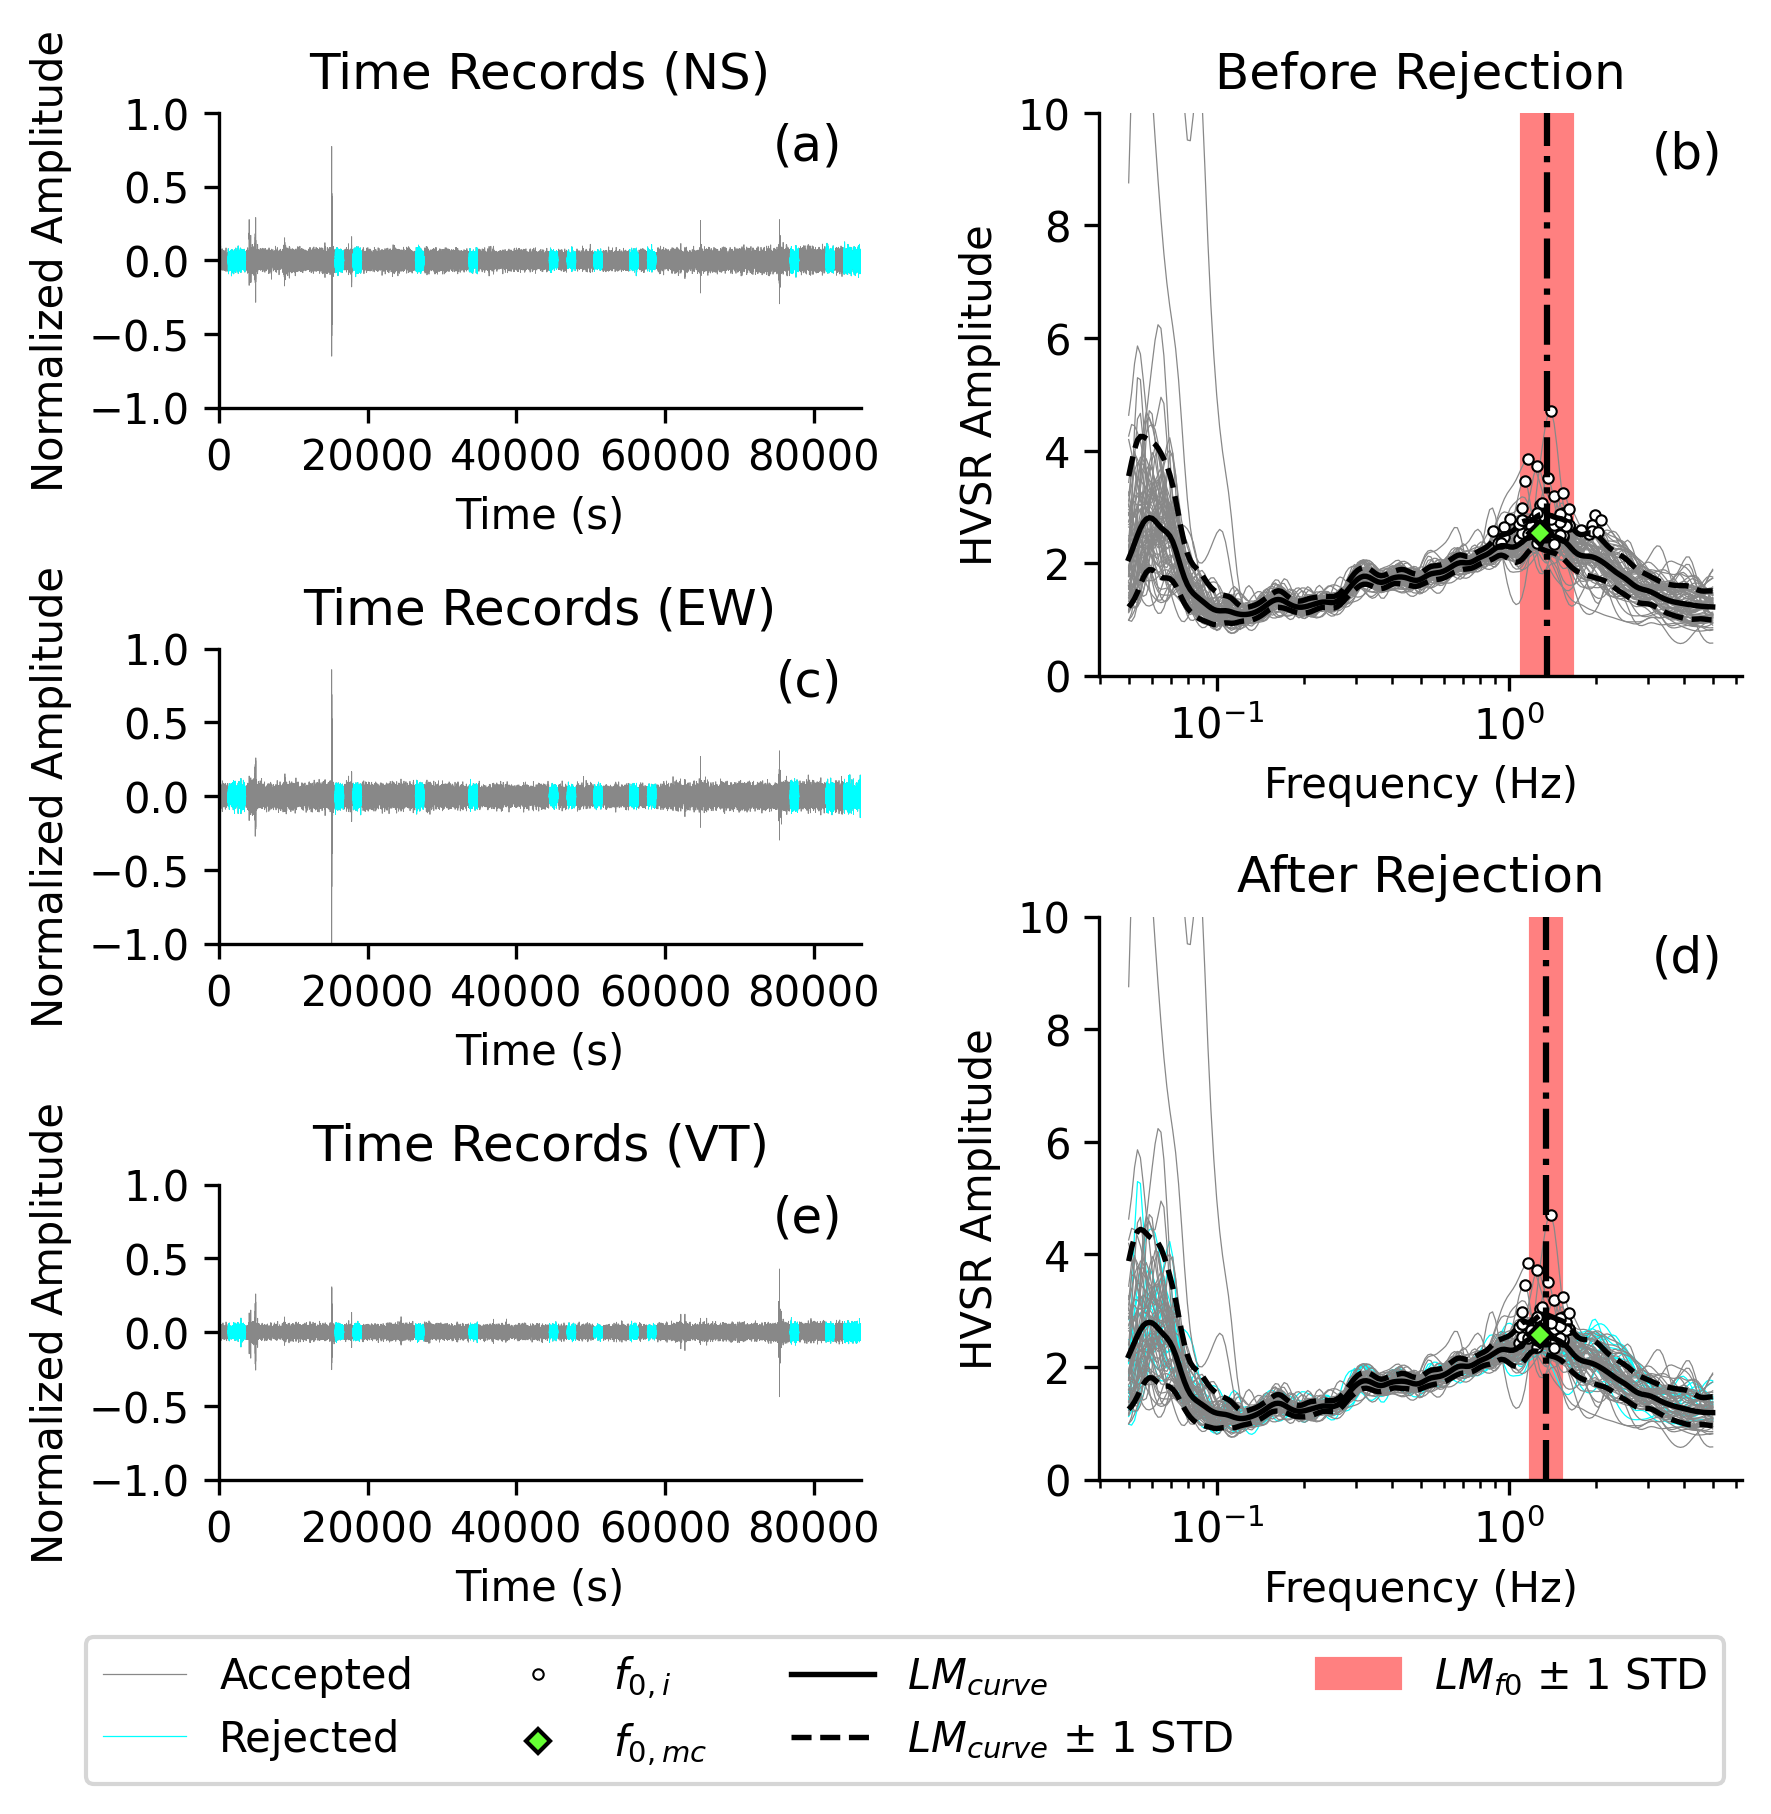 Time Records (NS)
(a)
Normalized Amplitude
1.0
0.5
0.0
−0.5
−1.0
0 20000 40000 60000 80000
Time (s)
Before Rejection
(b)
HVSR Amplitude
10
8
6
4
2
0
10⁻¹ 10⁰
Frequency (Hz)
Time Records (EW)
(c)
Normalized Amplitude
1.0
0.5
0.0
−0.5
−1.0
0 20000 40000 60000 80000
Time (s)
After Rejection
(d)
HVSR Amplitude
10
8
6
4
2
0
10⁻¹ 10⁰
Frequency (Hz)
Time Records (VT)
(e)
Normalized Amplitude
1.0
0.5
0.0
−0.5
−1.0
0 20000 40000 60000 80000
Time (s)
Accepted
Rejected
f0,i
f0,mc
LMcurve
LMcurve ± 1 STD
LMf0 ± 1 STD